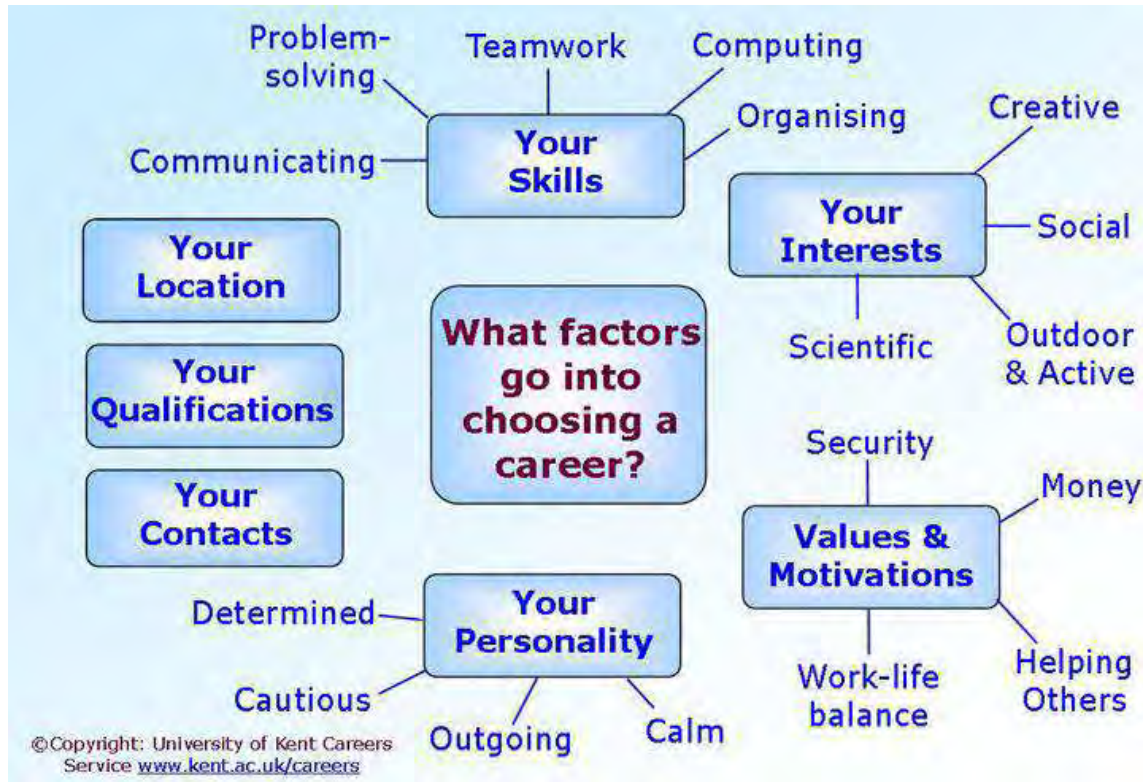 Problem-
solving
Teamwork
Computing
Organising
Communicating
Your
Skills
Creative
Social
Outdoor
& Active
Scientific
Your
Interests
Your
Location
Your
Qualifications
Your
Contacts
What factors
go into
choosing a
career?
Security
Money
Values &
Motivations
Helping
Others
Work-life
balance
Determined
Your
Personality
Cautious
Outgoing
Calm
©Copyright: University of Kent Careers
Service www.kent.ac.uk/careers